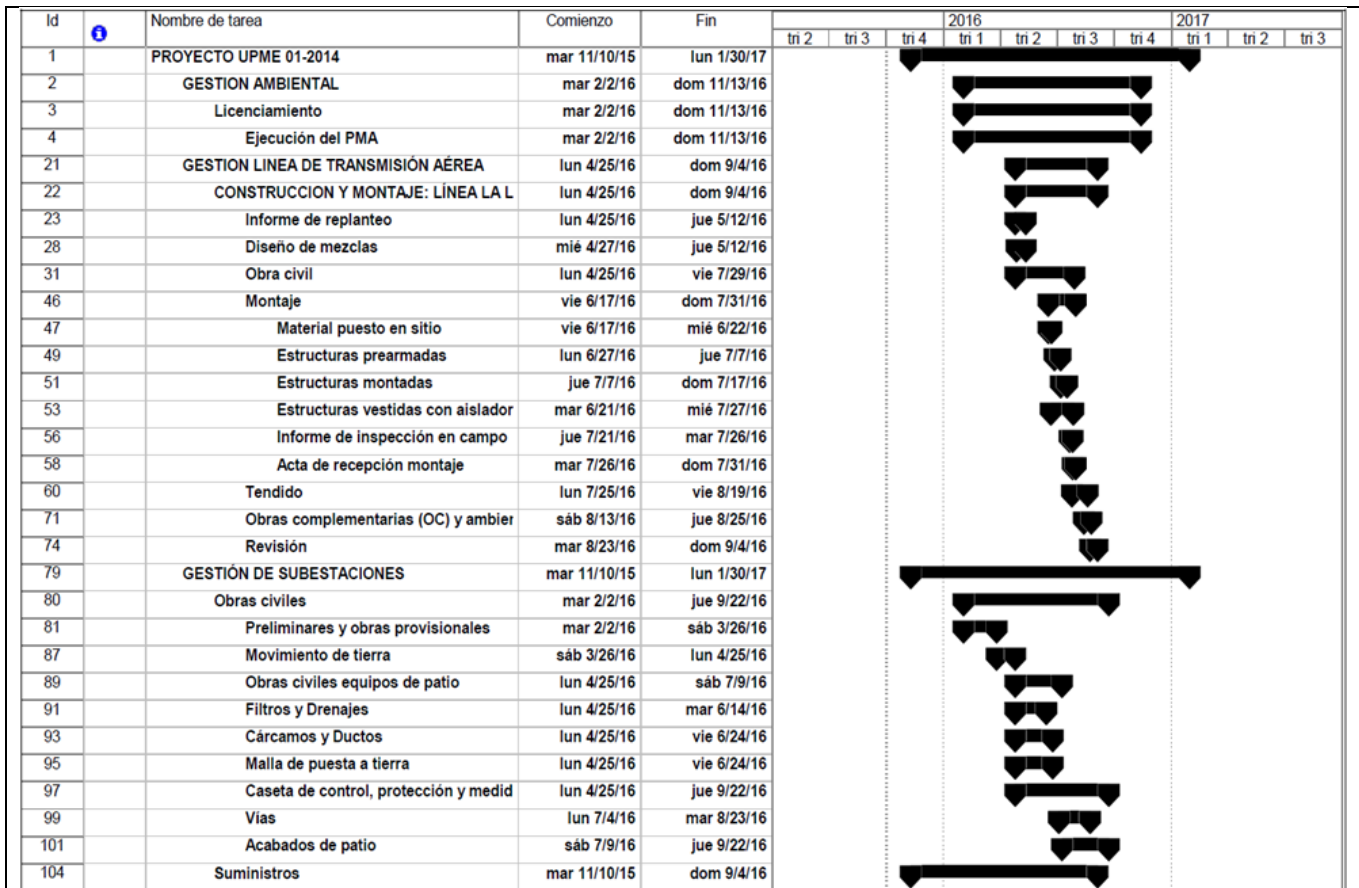 Id Nombre de tarea Comienzo Fin 2016 2017
tri 2 tri 3 tri 4 tri 1 tri 2 tri 3 tri 4 tri 1 tri 2 tri 3
1 PROYECTO UPME 01-2014 mar 11/10/15 lun 1/30/17
2 GESTION AMBIENTAL mar 2/2/16 dom 11/13/16
3 Licenciamiento mar 2/2/16 dom 11/13/16
4 Ejecución del PMA mar 2/2/16 dom 11/13/16
21 GESTION LINEA DE TRANSMISIÓN AÉREA lun 4/25/16 dom 9/4/16
22 CONSTRUCCION Y MONTAJE: LÍNEA LA L lun 4/25/16 dom 9/4/16
23 Informe de replanteo lun 4/25/16 jue 5/12/16
28 Diseño de mezclas mié 4/27/16 jue 5/12/16
31 Obra civil lun 4/25/16 vie 7/29/16
46 Montaje vie 6/17/16 dom 7/31/16
47 Material puesto en sitio vie 6/17/16 mié 6/22/16
49 Estructuras prearmadas lun 6/27/16 jue 7/7/16
51 Estructuras montadas jue 7/7/16 dom 7/17/16
53 Estructuras vestidas con aislador mar 6/21/16 mié 7/27/16
56 Informe de inspección en campo jue 7/21/16 mar 7/26/16
58 Acta de recepción montaje mar 7/26/16 dom 7/31/16
60 Tendido lun 7/25/16 vie 8/19/16
71 Obras complementarias (OC) y ambier sáb 8/13/16 jue 8/25/16
74 Revisión mar 8/23/16 dom 9/4/16
79 GESTIÓN DE SUBESTACIONES mar 11/10/15 lun 1/30/17
80 Obras civiles mar 2/2/16 jue 9/22/16
81 Preliminares y obras provisionales mar 2/2/16 sáb 3/26/16
87 Movimiento de tierra sáb 3/26/16 lun 4/25/16
89 Obras civiles equipos de patio lun 4/25/16 sáb 7/9/16
91 Filtros y Drenajes lun 4/25/16 mar 6/14/16
93 Cárcamos y Ductos lun 4/25/16 vie 6/24/16
95 Malla de puesta a tierra lun 4/25/16 vie 6/24/16
97 Caseta de control, protección y medid lun 4/25/16 jue 9/22/16
99 Vías lun 7/4/16 mar 8/23/16
101 Acabados de patio sáb 7/9/16 jue 9/22/16
104 Suministros mar 11/10/15 dom 9/4/16